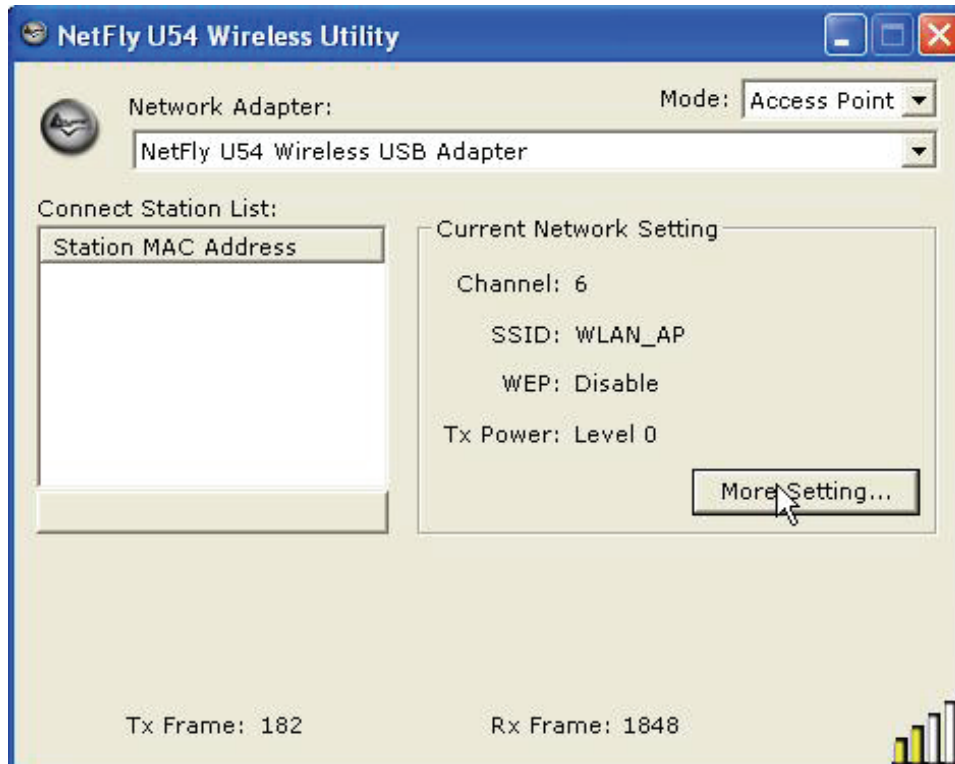 NetFly U54 Wireless Utility
Network Adapter:
Mode: Access Point
NetFly U54 Wireless USB Adapter
Connect Station List:
Station MAC Address
Current Network Setting
Channel: 6
SSID: WLAN_AP
WEP: Disable
Tx Power: Level 0
More Setting...
Tx Frame: 182
Rx Frame: 1848